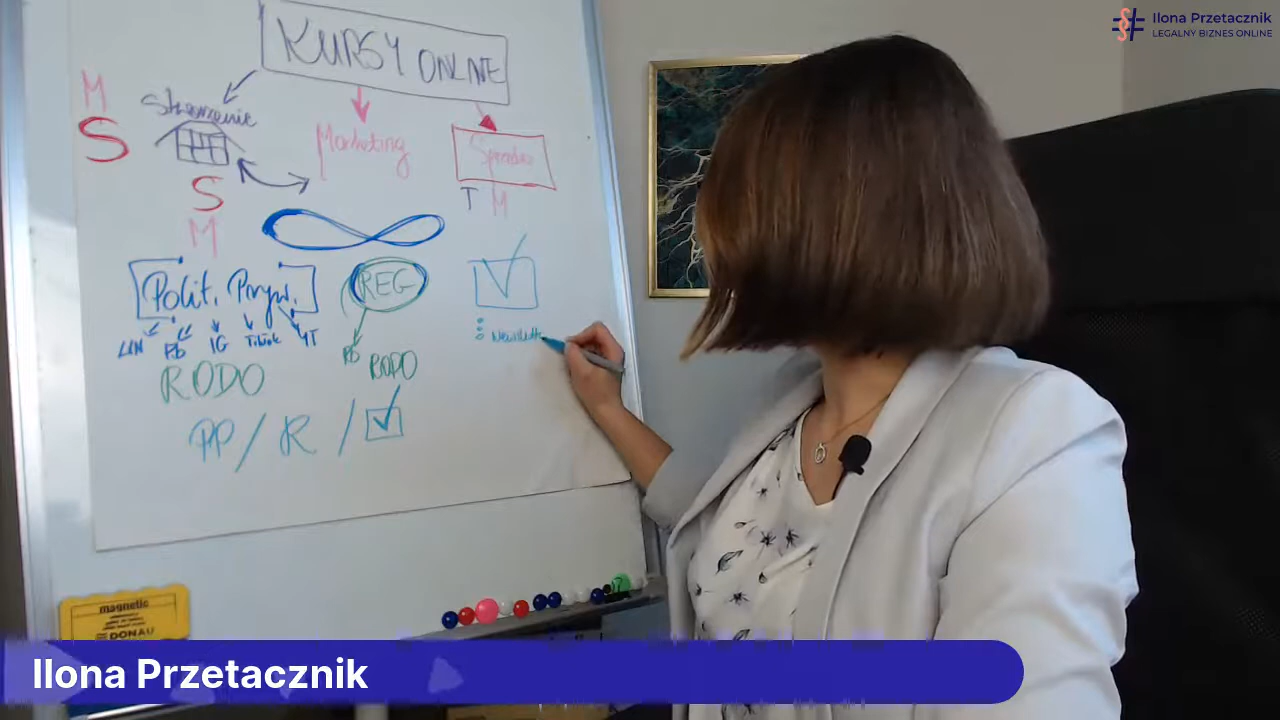 Ilona Przetacznik
LEGALNY BIZNES ONLINE
KURSY ONLINE
M
S
Stworzenie
Marketing
Sprzedaż
S
M
T M
Polit. Pryw.
REG
LIN Fb IG TikTok YT
Fb
RODO
RODO
PP / R /
Newslette
magnetic
DONAU
Ilona Przetacznik